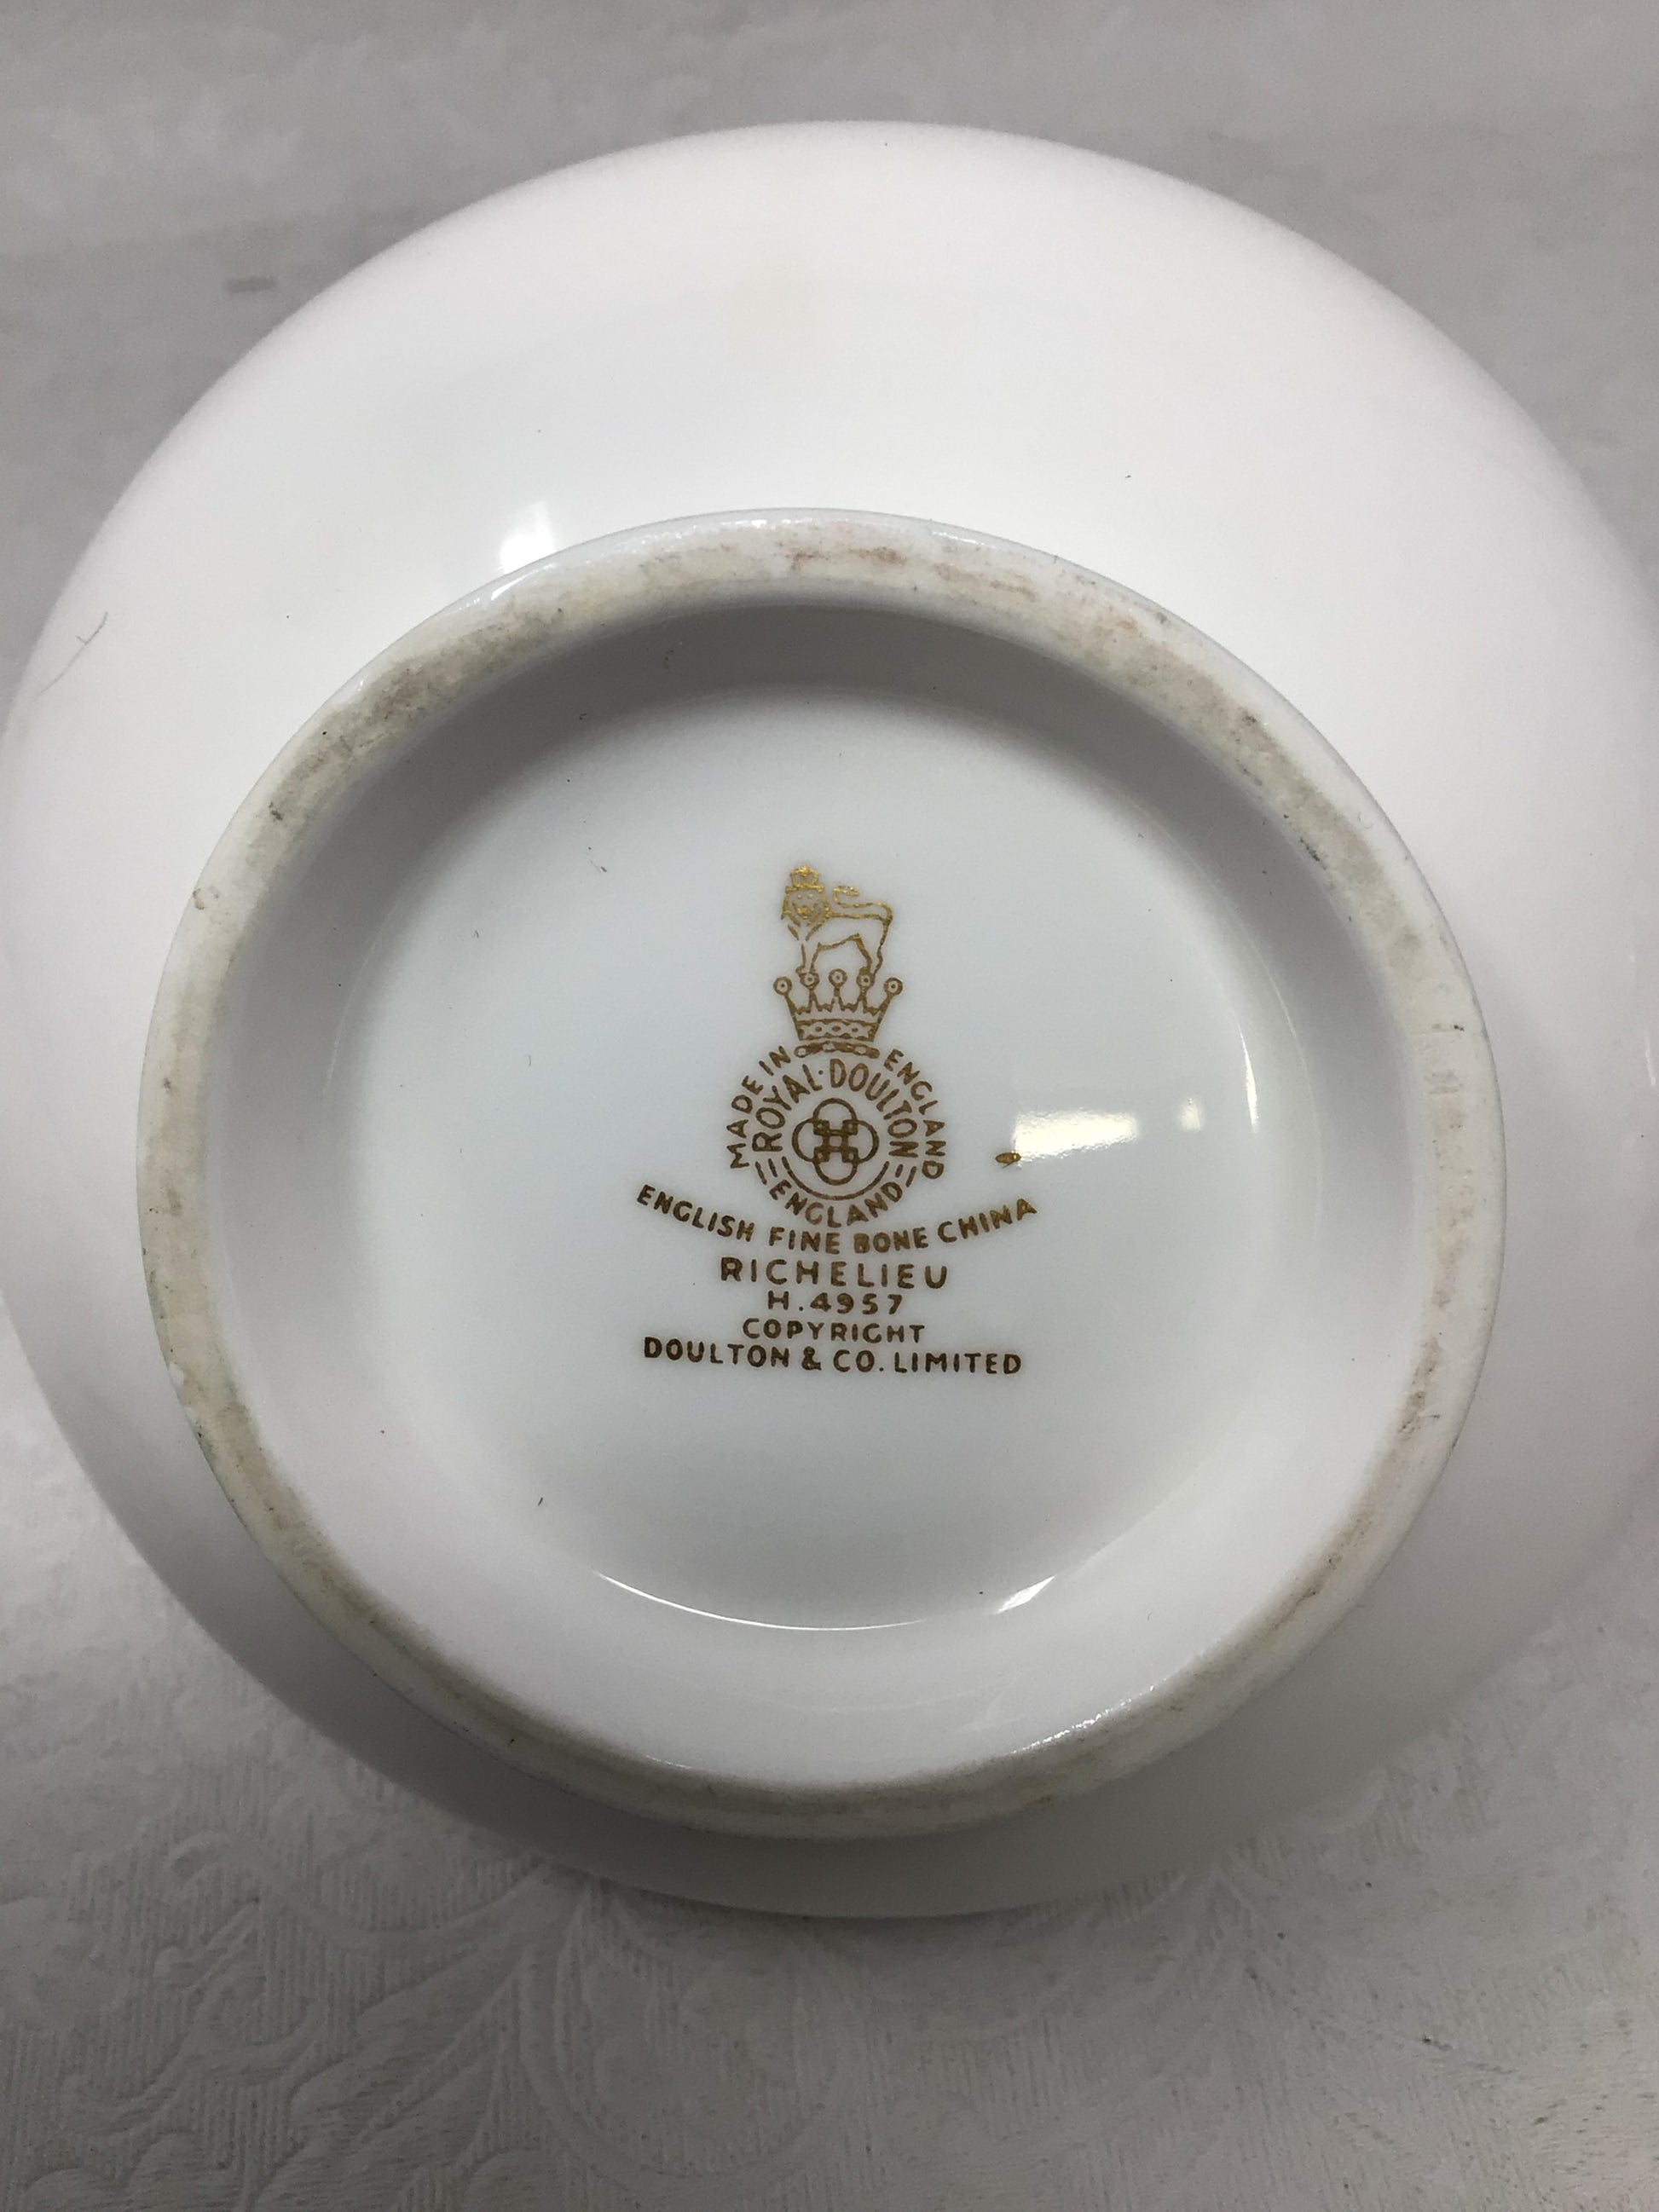 MADE IN ENGLAND
ROYAL·DOULTON
ENGLAND
ENGLISH FINE BONE CHINA
RICHELIEU
H.4957
COPYRIGHT
DOULTON & CO. LIMITED